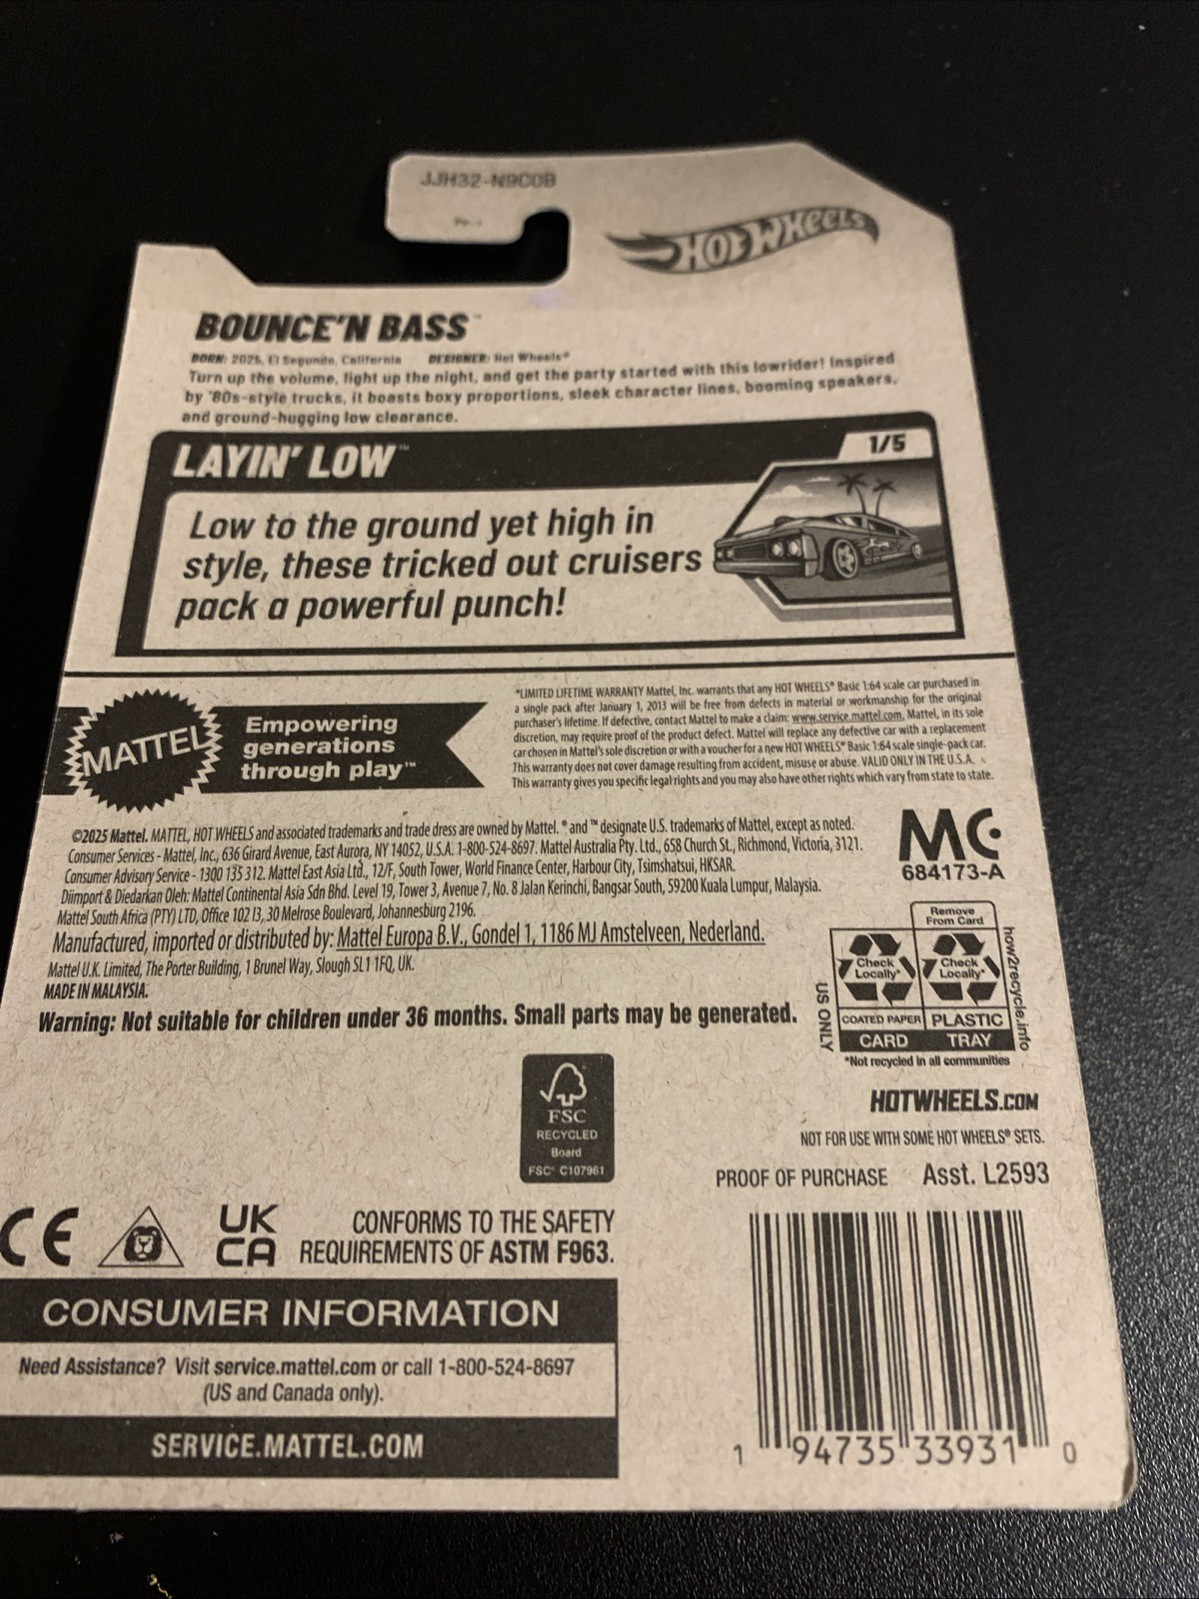 JJH32-N9C0B
HOT WHEELS
BOUNCE'N BASS™
BORN: 2025, El Segundo, California DESIGNER: Hot Wheels®
Turn up the volume, light up the night, and get the party started with this lowrider! Inspired
by '80s-style trucks, it boasts boxy proportions, sleek character lines, booming speakers,
and ground-hugging low clearance.
LAYIN' LOW™
1/5
Low to the ground yet high in
style, these tricked out cruisers
pack a powerful punch!
MATTEL
Empowering
generations
through play™
*LIMITED LIFETIME WARRANTY Mattel, Inc. warrants that any HOT WHEELS® Basic 1:64 scale car purchased in
a single pack after January 1, 2013 will be free from defects in material or workmanship for the original
purchaser's lifetime. If defective, contact Mattel to make a claim: www.service.mattel.com. Mattel, in its sole
discretion, may require proof of the product defect. Mattel will replace any defective car with a replacement
car chosen in Mattel's sole discretion or with a voucher for a new HOT WHEELS® Basic 1:64 scale single-pack car.
This warranty does not cover damage resulting from accident, misuse or abuse. VALID ONLY IN THE U.S.A.
This warranty gives you specific legal rights and you may also have other rights which vary from state to state.
©2025 Mattel. MATTEL, HOT WHEELS and associated trademarks and trade dress are owned by Mattel. ® and ™ designate U.S. trademarks of Mattel, except as noted.
Consumer Services - Mattel, Inc., 636 Girard Avenue, East Aurora, NY 14052, U.S.A. 1-800-524-8697. Mattel Australia Pty. Ltd., 658 Church St., Richmond, Victoria, 3121.
Consumer Advisory Service - 1300 135 312. Mattel East Asia Ltd., 12/F, South Tower, World Finance Center, Harbour City, Tsimshatsui, HKSAR.
Diimport & Diedarkan Oleh: Mattel Continental Asia Sdn Bhd. Level 19, Tower 3, Avenue 7, No. 8 Jalan Kerinchi, Bangsar South, 59200 Kuala Lumpur, Malaysia.
Mattel South Africa (PTY) LTD, Office 102 I3, 30 Melrose Boulevard, Johannesburg 2196.
Manufactured, imported or distributed by: Mattel Europa B.V., Gondel 1, 1186 MJ Amstelveen, Nederland.
Mattel U.K. Limited, The Porter Building, 1 Brunel Way, Slough SL1 1FQ, UK.
MADE IN MALAYSIA.
Warning: Not suitable for children under 36 months. Small parts may be generated.
MC
684173-A
Remove
From Card
Check
Locally*
Check
Locally*
COATED PAPER
PLASTIC
CARD
TRAY
US ONLY
how2recycle.info
*Not recycled in all communities
FSC
RECYCLED
Board
FSC® C107961
HOTWHEELS.COM
NOT FOR USE WITH SOME HOT WHEELS® SETS.
PROOF OF PURCHASE Asst. L2593
CE
UK
CA
CONFORMS TO THE SAFETY
REQUIREMENTS OF ASTM F963.
CONSUMER INFORMATION
Need Assistance? Visit service.mattel.com or call 1-800-524-8697
(US and Canada only).
SERVICE.MATTEL.COM
1 94735 33931 0